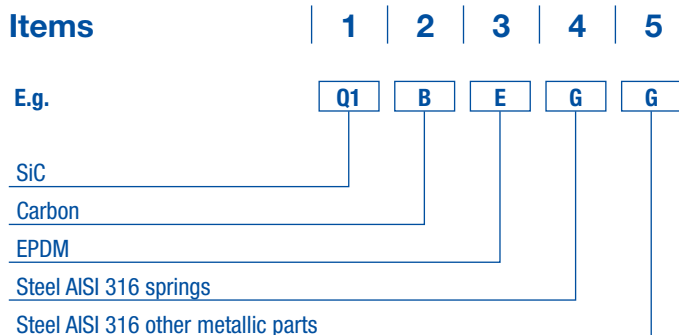 Items 1 2 3 4 5
E.g. Q1 B E G G
SiC
Carbon
EPDM
Steel AISI 316 springs
Steel AISI 316 other metallic parts